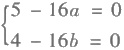 5 - 16a = 0
4 - 16b = 0